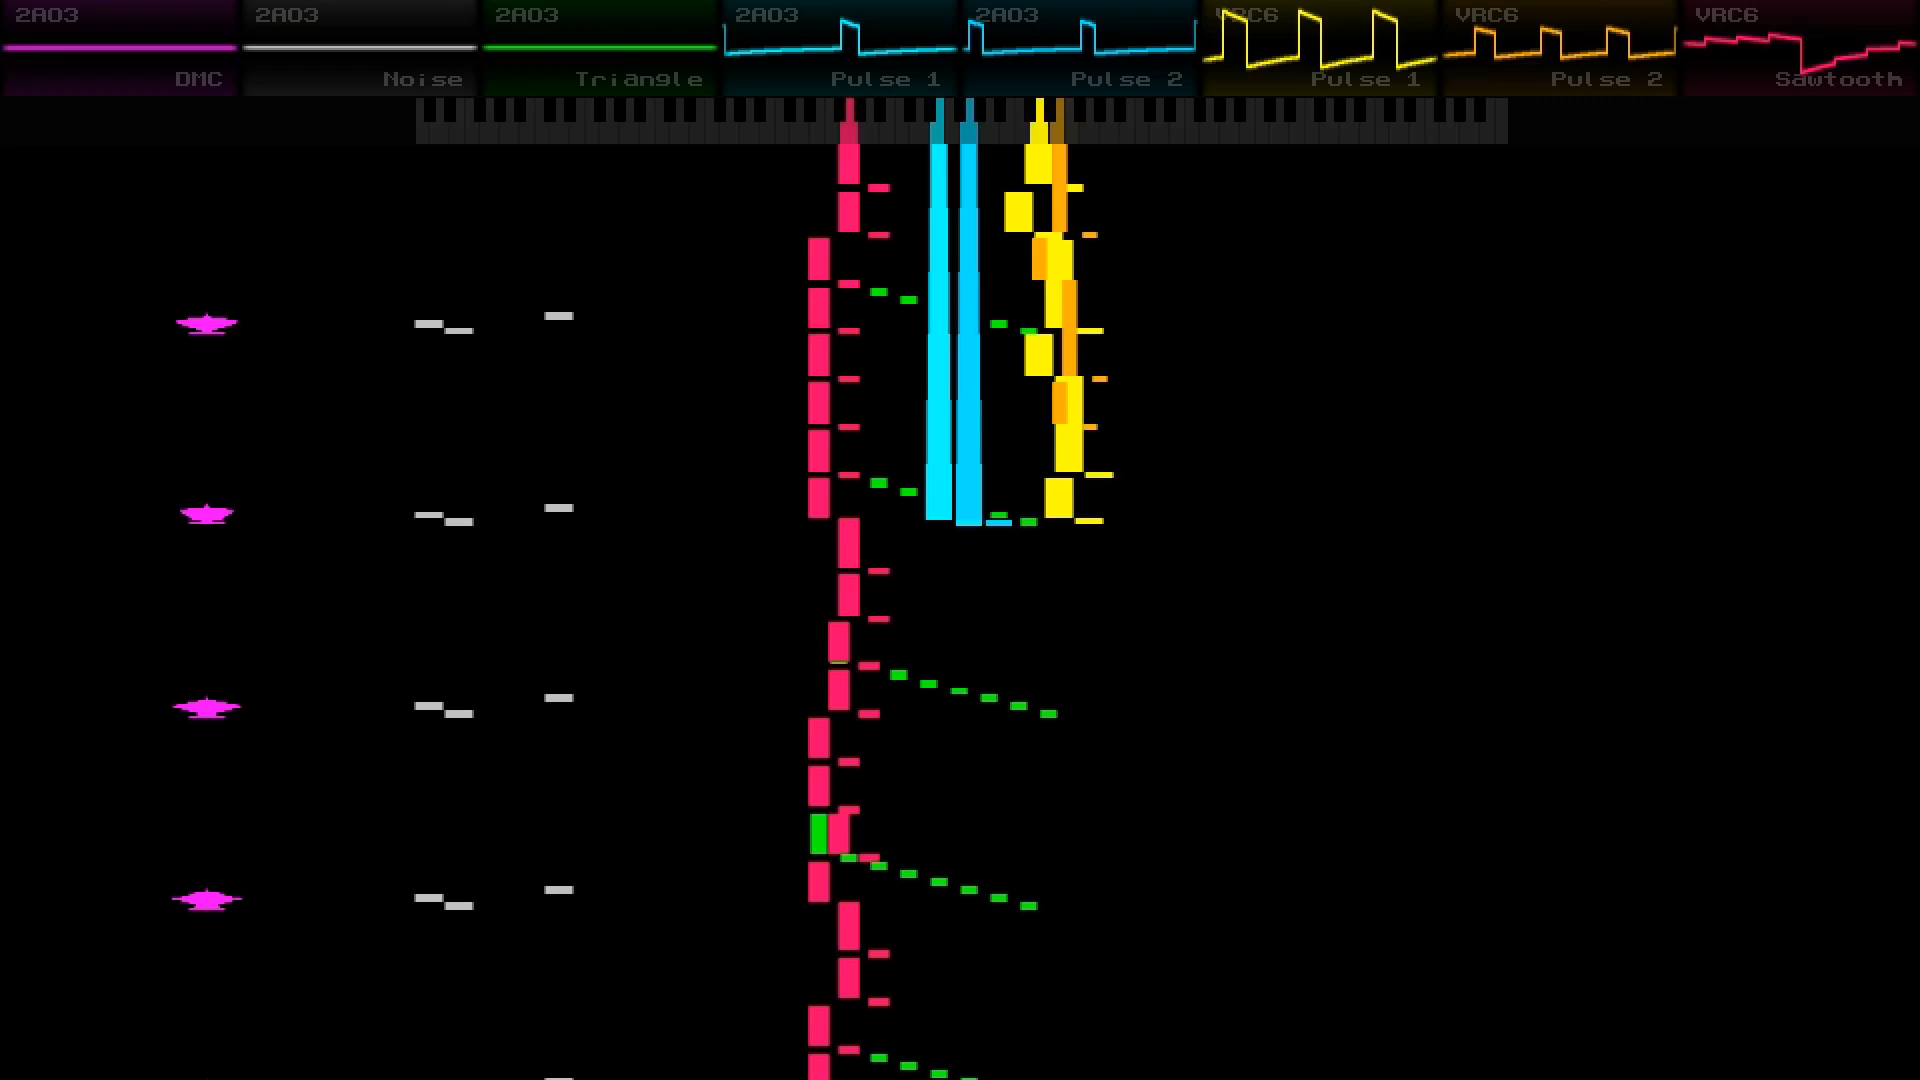 2A03
DMC
2A03
Noise
2A03
Triangle
2A03
Pulse 1
2A03
Pulse 2
VRC6
Pulse 1
VRC6
Pulse 2
VRC6
Sawtooth